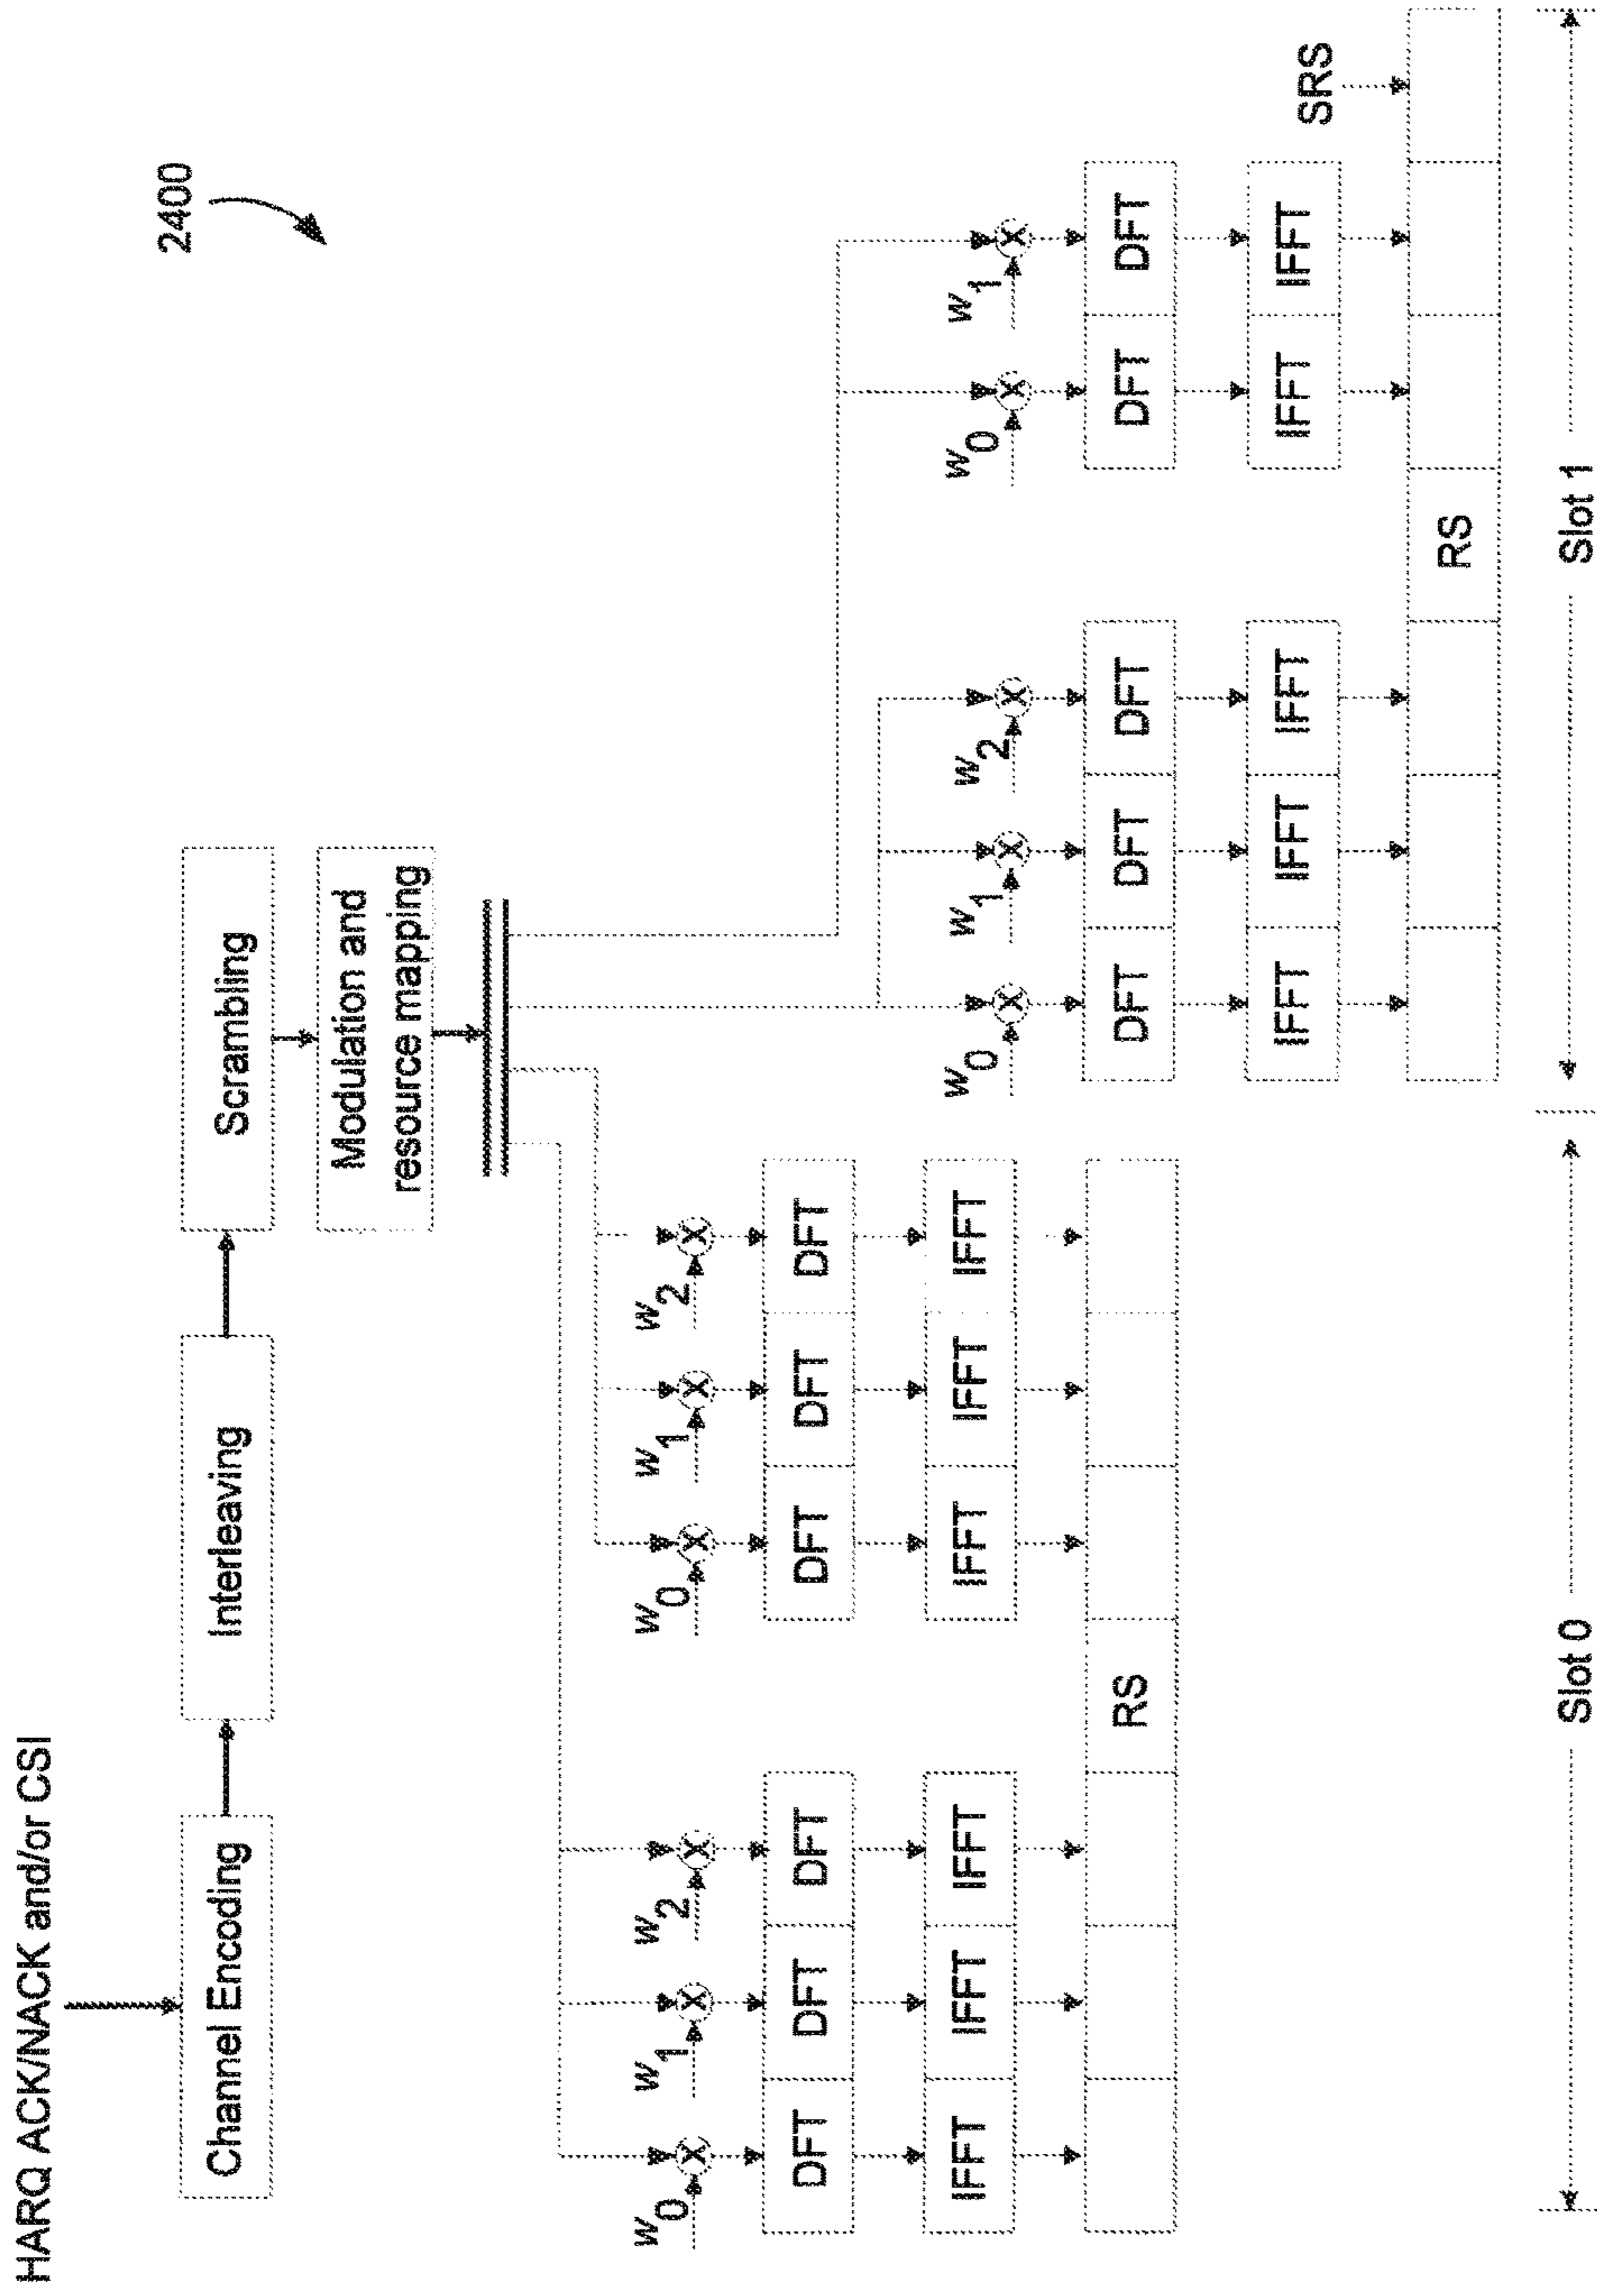 2400
HARQ ACK/NACK and/or CSI
Channel Encoding
Interleaving
Scrambling
Modulation and
resource mapping
w0
w1
w2
w0
w1
w2
DFT
DFT
DFT
DFT
DFT
DFT
IFFT
IFFT
IFFT
IFFT
IFFT
IFFT
RS
w0
w1
w2
w0
w1
DFT
DFT
DFT
DFT
DFT
IFFT
IFFT
IFFT
IFFT
IFFT
SRS
RS
Slot 0
Slot 1